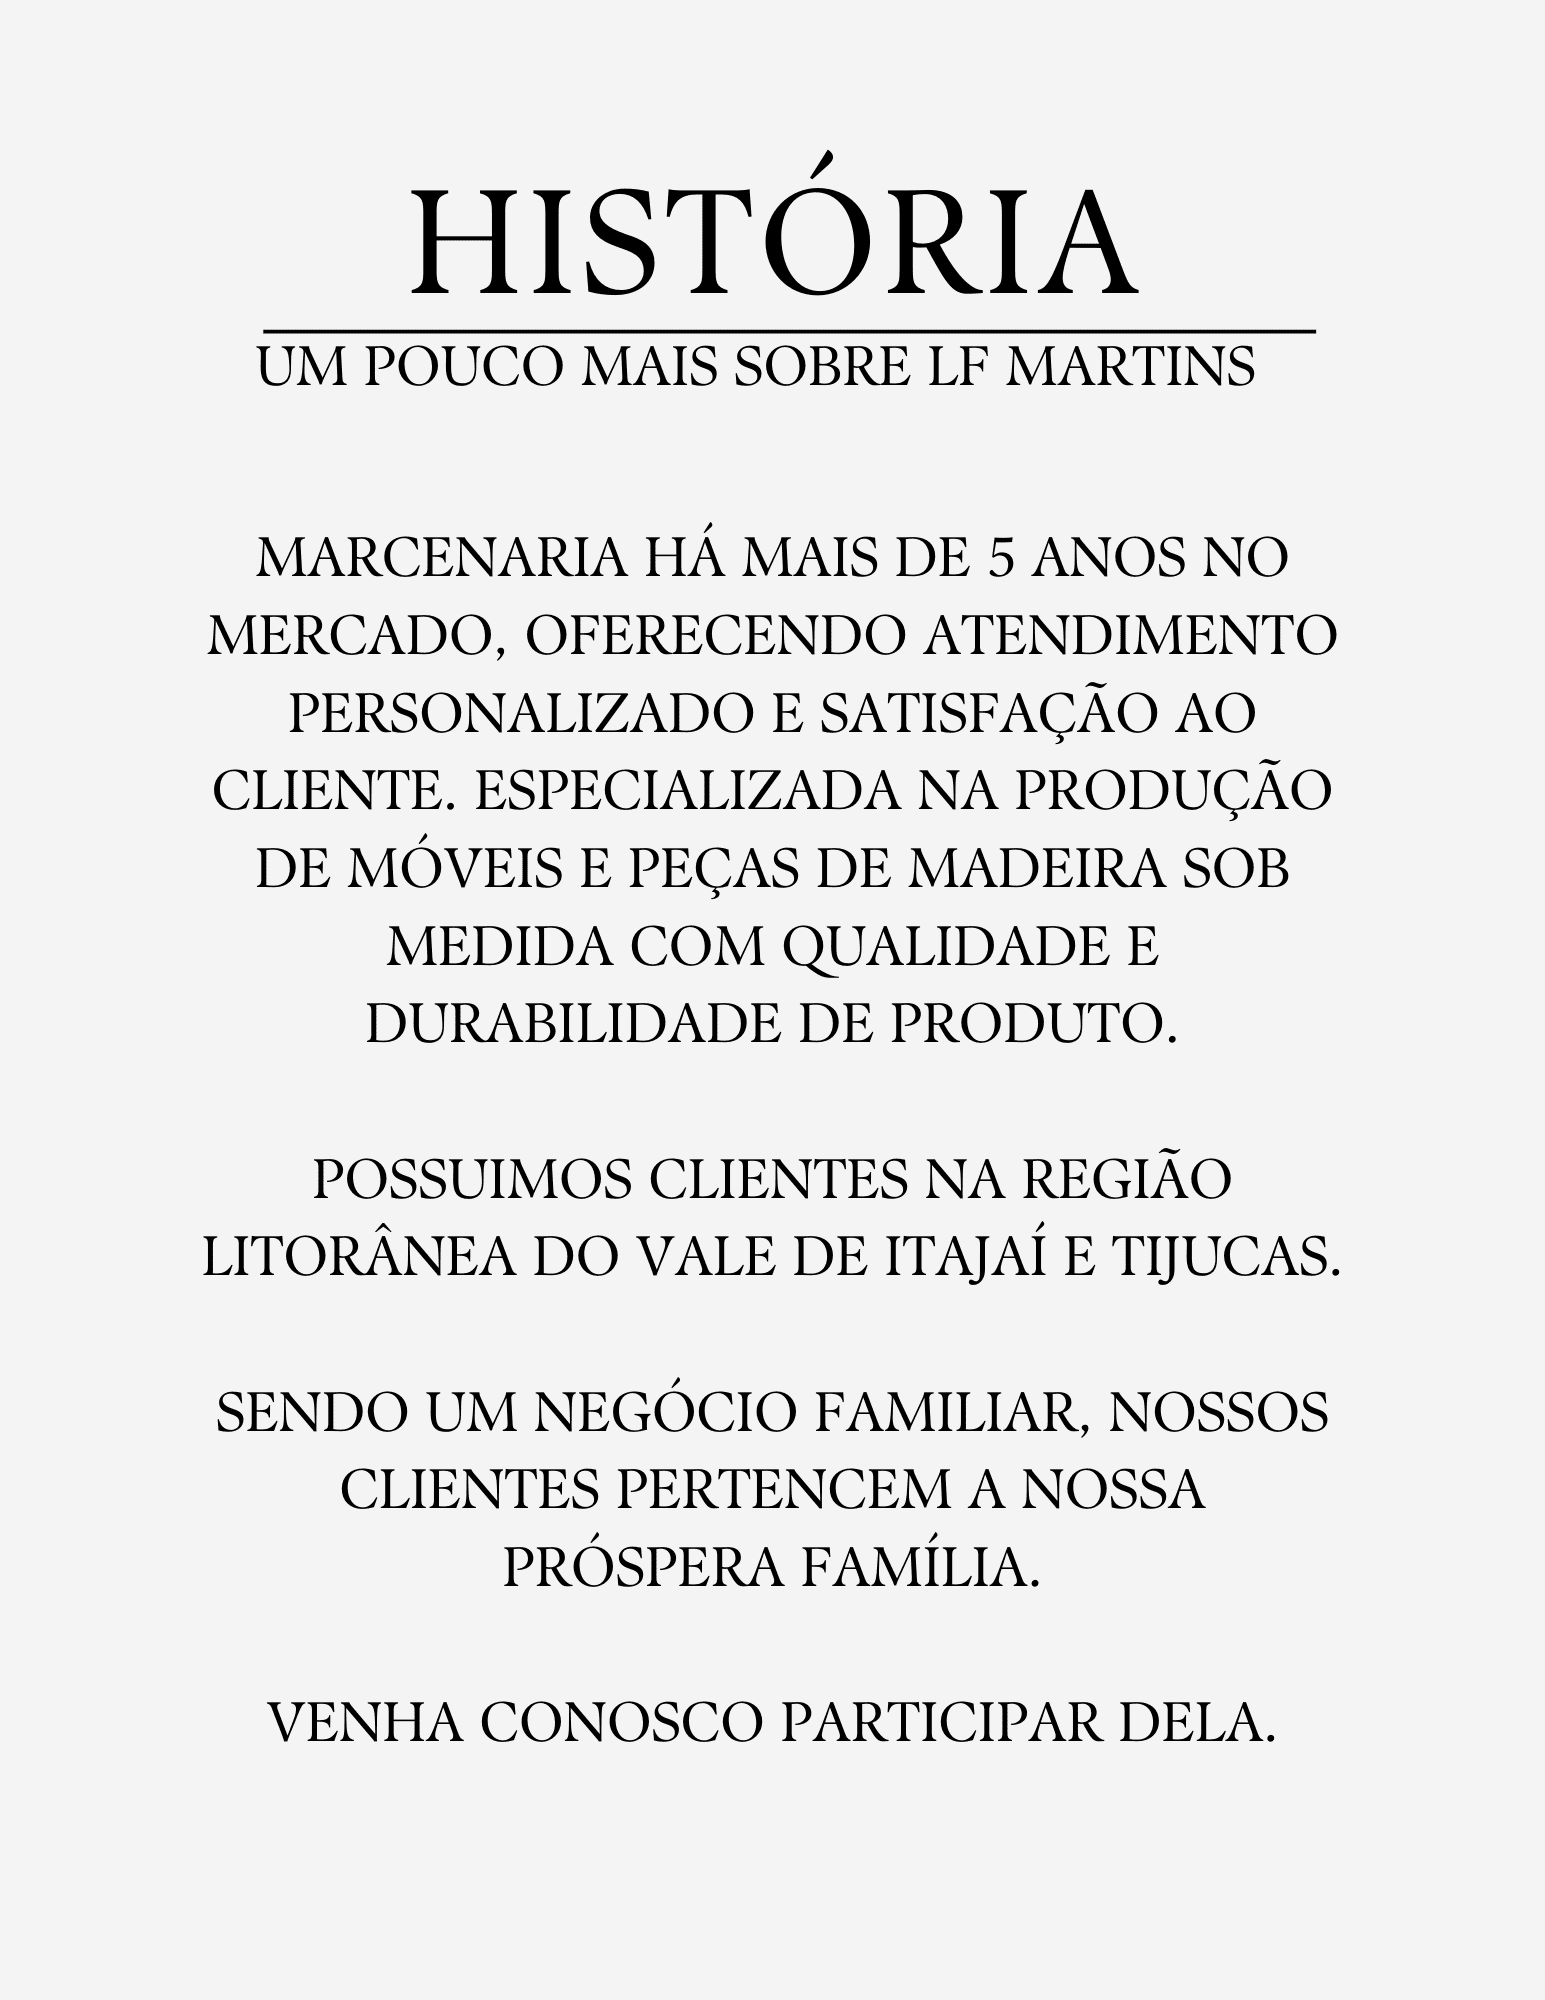 HISTÓRIA
UM POUCO MAIS SOBRE LF MARTINS
MARCENARIA HÁ MAIS DE 5 ANOS NO
MERCADO, OFERECENDO ATENDIMENTO
PERSONALIZADO E SATISFAÇÃO AO
CLIENTE. ESPECIALIZADA NA PRODUÇÃO
DE MÓVEIS E PEÇAS DE MADEIRA SOB
MEDIDA COM QUALIDADE E
DURABILIDADE DE PRODUTO.
POSSUIMOS CLIENTES NA REGIÃO
LITORÂNEA DO VALE DE ITAJAÍ E TIJUCAS.
SENDO UM NEGÓCIO FAMILIAR, NOSSOS
CLIENTES PERTENCEM A NOSSA
PRÓSPERA FAMÍLIA.
VENHA CONOSCO PARTICIPAR DELA.